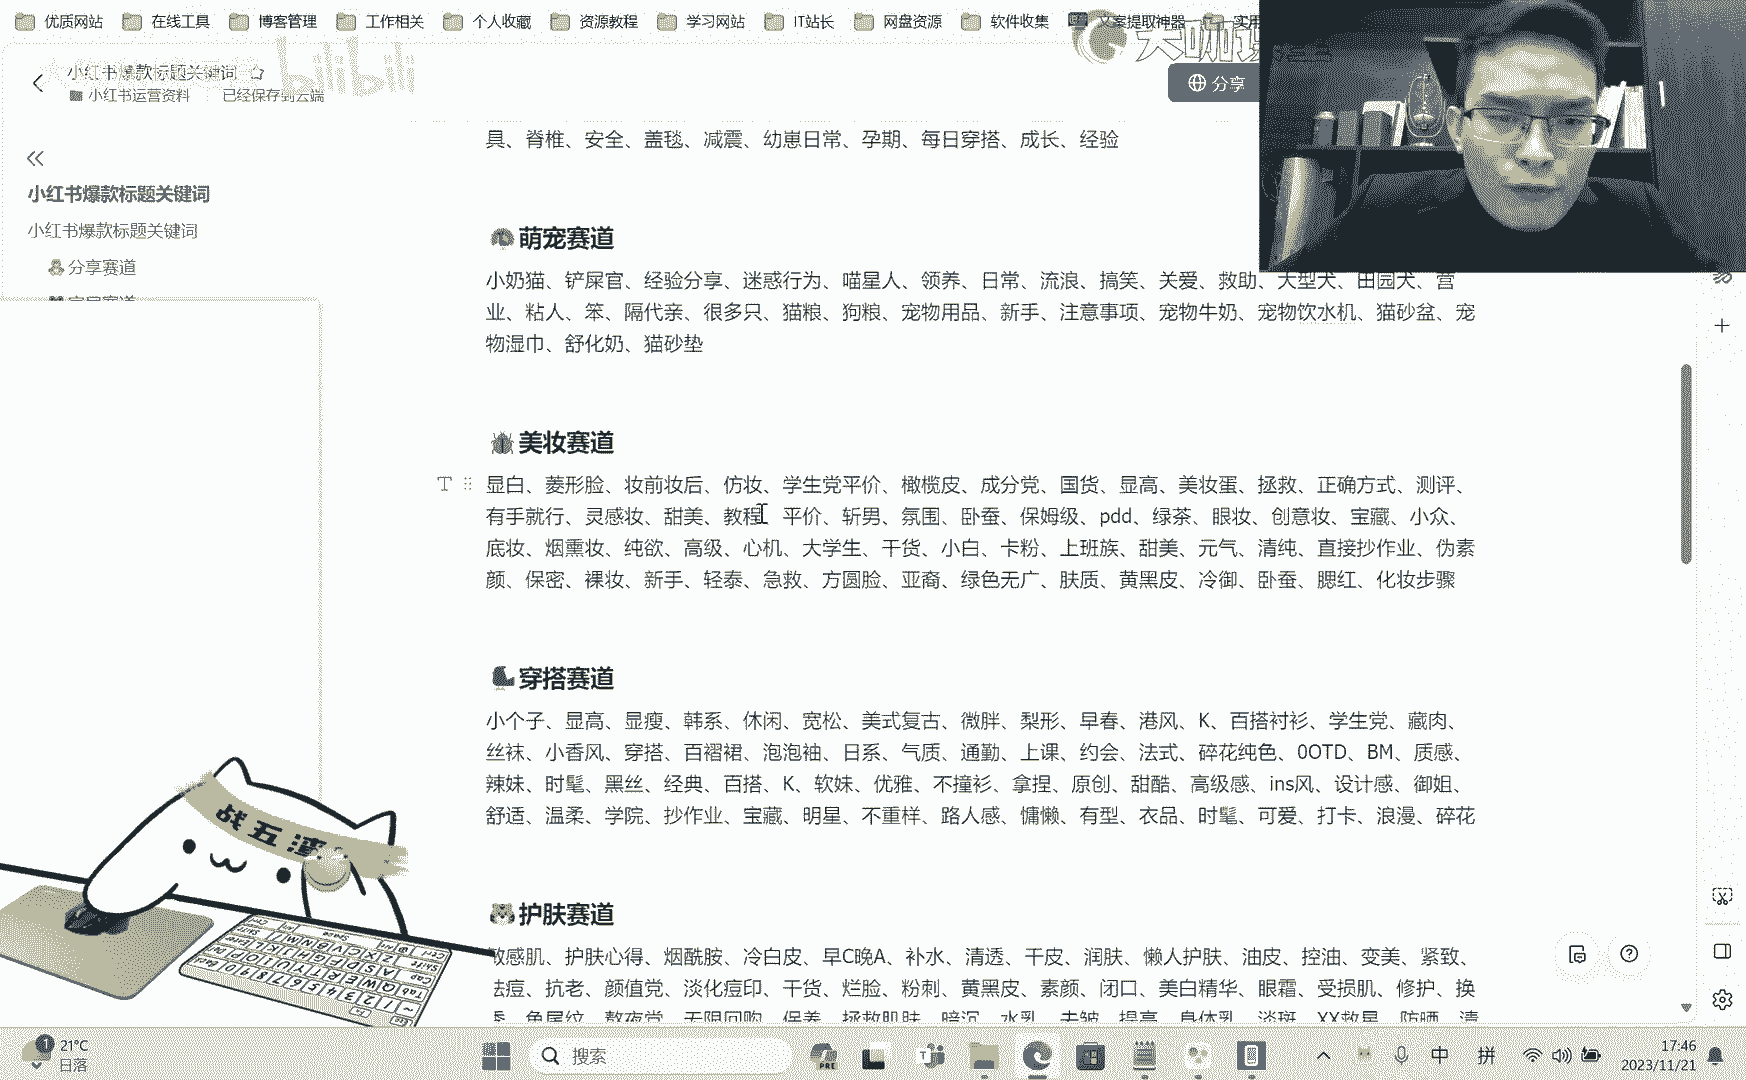 优质网站 在线工具 博客管理 工作相关 个人收藏 资源教程 学习网站 IT站长 网盘资源 软件收集 文案提取神器 实用
bilibili
小红书爆款标题关键词
小红书运营资料 已经保存到云端
分享
小红书爆款标题关键词
小红书爆款标题关键词
分享赛道
具、脊椎、安全、盖毯、减震、幼崽日常、孕期、每日穿搭、成长、经验
萌宠赛道
小奶猫、铲屎官、经验分享、迷惑行为、喵星人、领养、日常、流浪、搞笑、关爱、救助、大型犬、田园犬、营
业、粘人、笨、隔代亲、很多只、猫粮、狗粮、宠物用品、新手、注意事项、宠物牛奶、宠物饮水机、猫砂盆、宠
物湿巾、舒化奶、猫砂垫
美妆赛道
显白、菱形脸、妆前妆后、仿妆、学生党平价、橄榄皮、成分党、国货、显高、美妆蛋、拯救、正确方式、测评、
有手就行、灵感妆、甜美、教程 平价、斩男、氛围、卧蚕、保姆级、pdd、绿茶、眼妆、创意妆、宝藏、小众、
底妆、烟熏妆、纯欲、高级、心机、大学生、干货、小白、卡粉、上班族、甜美、元气、清纯、直接抄作业、伪素
颜、保密、裸妆、新手、轻泰、急救、方圆脸、亚裔、绿色无广、肤质、黄黑皮、冷御、卧蚕、腮红、化妆步骤
穿搭赛道
小个子、显高、显瘦、韩系、休闲、宽松、美式复古、微胖、梨形、早春、港风、K、百搭衬衫、学生党、藏肉、
丝袜、小香风、穿搭、百褶裙、泡泡袖、日系、气质、通勤、上课、约会、法式、碎花纯色、0OTD、BM、质感、
辣妹、时髦、黑丝、经典、百搭、K、软妹、优雅、不撞衫、拿捏、原创、甜酷、高级感、ins风、设计感、御姐、
舒适、温柔、学院、抄作业、宝藏、明星、不重样、路人感、慵懒、有型、衣品、时髦、可爱、打卡、浪漫、碎花
护肤赛道
敏感肌、护肤心得、烟酰胺、冷白皮、早C晚A、补水、清透、干皮、润肤、懒人护肤、油皮、控油、变美、紧致、
祛痘、抗老、颜值党、淡化痘印、干货、烂脸、粉刺、黄黑皮、素颜、闭口、美白精华、眼霜、受损肌、修护、换
战五渣
21°C
日落
搜索
PRE
中 拼
17:46
2023/11/21